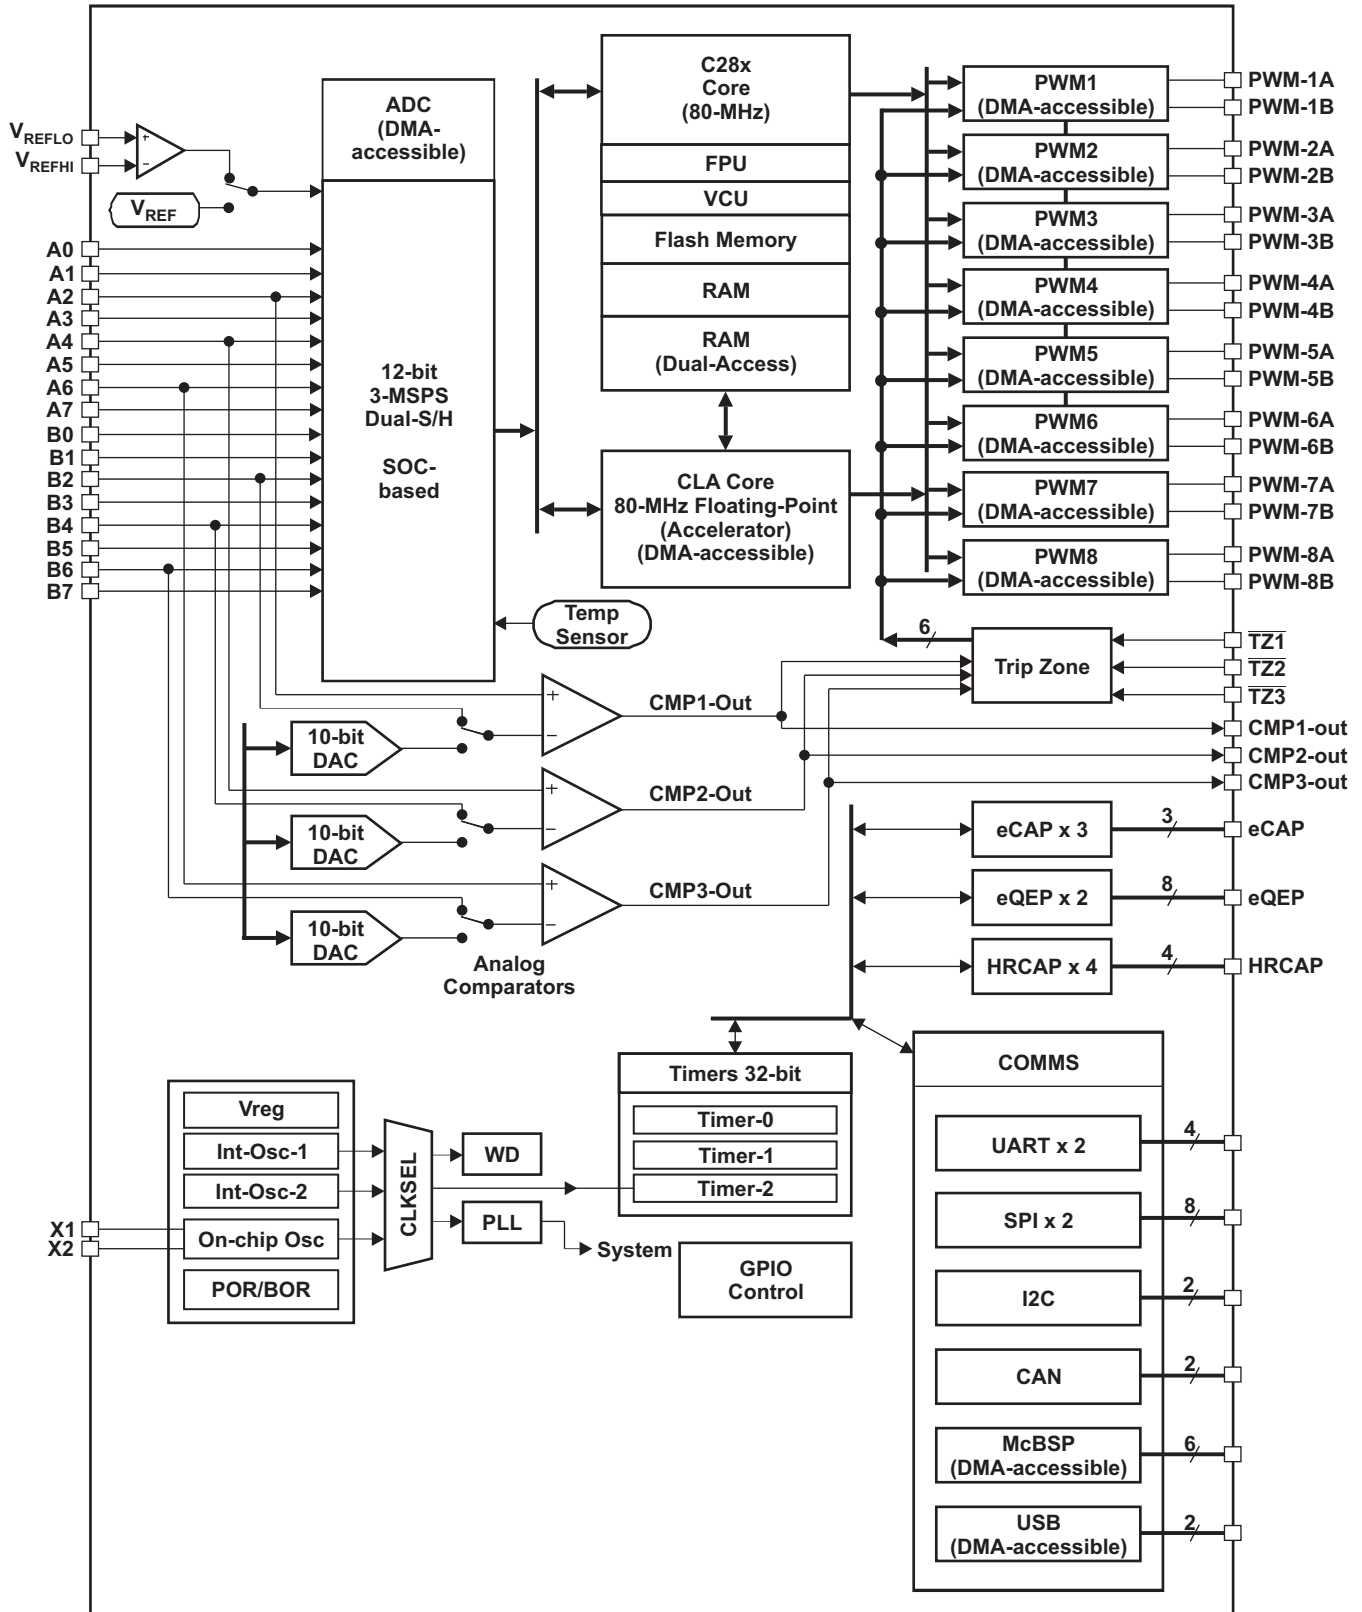 VREFLO
VREFHI
+
−
VREF
A0
A1
A2
A3
A4
A5
A6
A7
B0
B1
B2
B3
B4
B5
B6
B7
ADC
(DMA-
accessible)
12-bit
3-MSPS
Dual-S/H
SOC-
based
Temp
Sensor
C28x
Core
(80-MHz)
FPU
VCU
Flash Memory
RAM
RAM
(Dual-Access)
CLA Core
80-MHz Floating-Point
(Accelerator)
(DMA-accessible)
PWM1
(DMA-accessible)
PWM2
(DMA-accessible)
PWM3
(DMA-accessible)
PWM4
(DMA-accessible)
PWM5
(DMA-accessible)
PWM6
(DMA-accessible)
PWM7
(DMA-accessible)
PWM8
(DMA-accessible)
PWM-1A
PWM-1B
PWM-2A
PWM-2B
PWM-3A
PWM-3B
PWM-4A
PWM-4B
PWM-5A
PWM-5B
PWM-6A
PWM-6B
PWM-7A
PWM-7B
PWM-8A
PWM-8B
6
Trip Zone
TZ1
TZ2
TZ3
CMP1-out
CMP2-out
CMP3-out
10-bit
DAC
+
−
CMP1-Out
10-bit
DAC
+
−
CMP2-Out
10-bit
DAC
+
−
CMP3-Out
Analog
Comparators
eCAP x 3
3
eCAP
eQEP x 2
8
eQEP
HRCAP x 4
4
HRCAP
Vreg
Int-Osc-1
Int-Osc-2
On-chip Osc
POR/BOR
X1
X2
CLKSEL
WD
PLL
System
Timers 32-bit
Timer-0
Timer-1
Timer-2
GPIO
Control
COMMS
UART x 2
4
SPI x 2
8
I2C
2
CAN
2
McBSP
(DMA-accessible)
6
USB
(DMA-accessible)
2